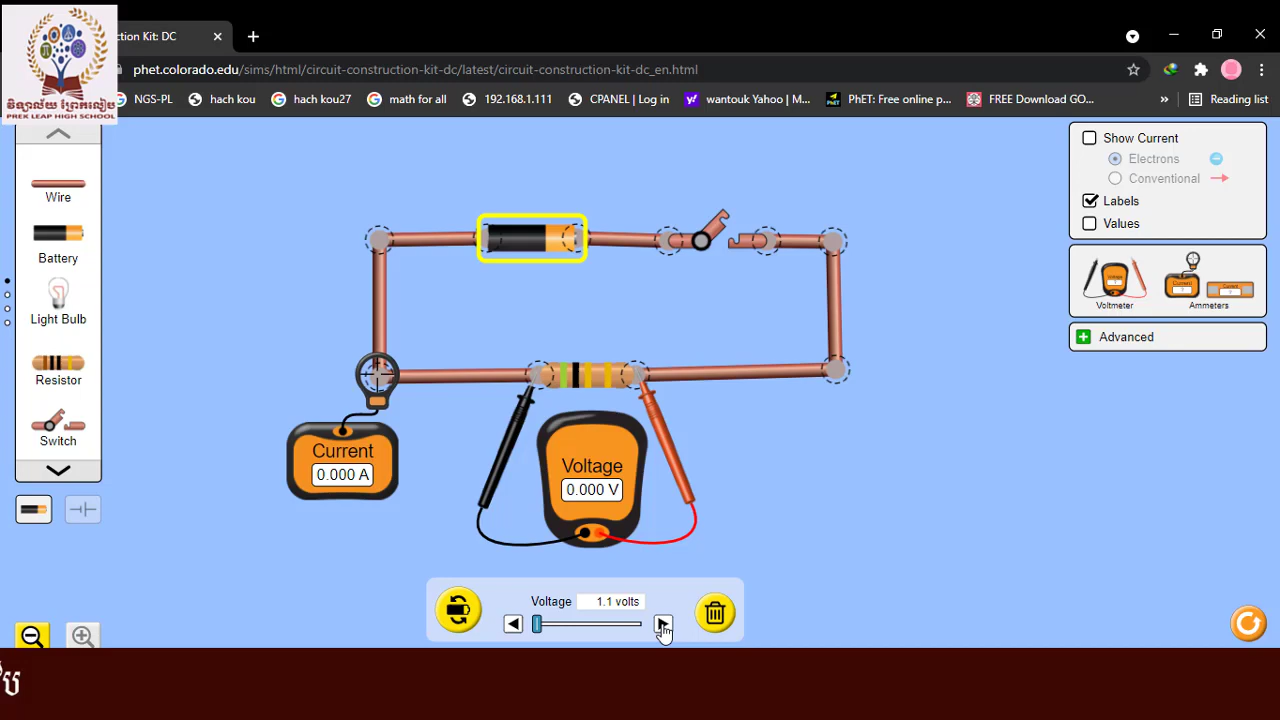 ction Kit: DC
phet.colorado.edu/sims/html/circuit-construction-kit-dc/latest/circuit-construction-kit-dc_en.html
NGS-PL
hach kou
hach kou27
math for all
192.168.1.111
CPANEL | Log in
wantouk Yahoo | M...
PhET: Free online p...
FREE Download GO...
»
Reading list
វិទ្យាល័យ ព្រែកលៀប
PREK LEAP HIGH SCHOOL
Wire
Battery
Light Bulb
Resistor
Switch
Show Current
Electrons
Conventional
Labels
Values
Voltage
?
Voltmeter
Current
?
Current
?
Ammeters
Advanced
Current
0.000 A
Voltage
0.000 V
Voltage
1.1 volts